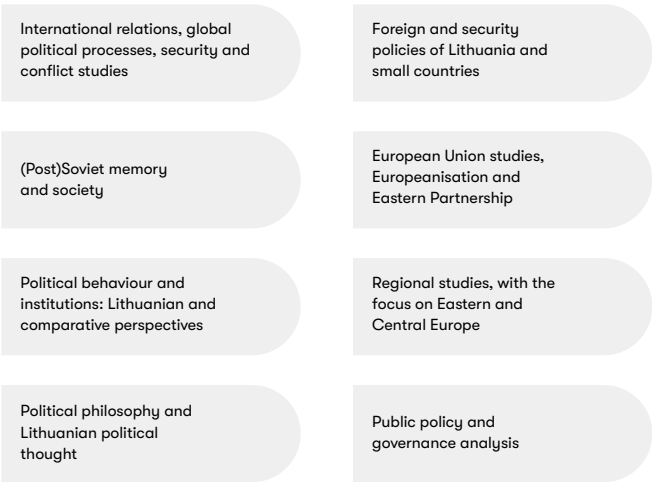 International relations, global
political processes, security and
conflict studies
Foreign and security
policies of Lithuania and
small countries
(Post)Soviet memory
and society
European Union studies,
Europeanisation and
Eastern Partnership
Political behaviour and
institutions: Lithuanian and
comparative perspectives
Regional studies, with the
focus on Eastern and
Central Europe
Political philosophy and
Lithuanian political
thought
Public policy and
governance analysis